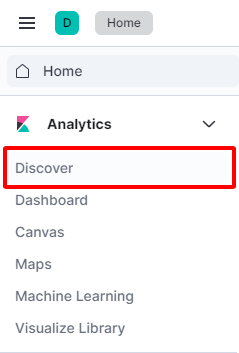 D Home
Home
Analytics
Discover
Dashboard
Canvas
Maps
Machine Learning
Visualize Library